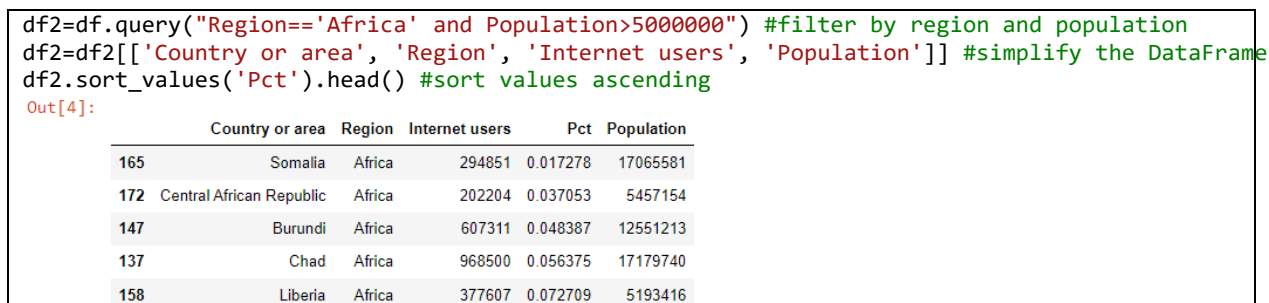 df2=df.query("Region=='Africa' and Population>5000000") #filter by region and population
df2=df2[['Country or area', 'Region', 'Internet users', 'Population']] #simplify the DataFrame
df2.sort_values('Pct').head() #sort values ascending
Out[4]:
Country or area Region Internet users Pct Population
165 Somalia Africa 294851 0.017278 17065581
172 Central African Republic Africa 202204 0.037053 5457154
147 Burundi Africa 607311 0.048387 12551213
137 Chad Africa 968500 0.056375 17179740
158 Liberia Africa 377607 0.072709 5193416